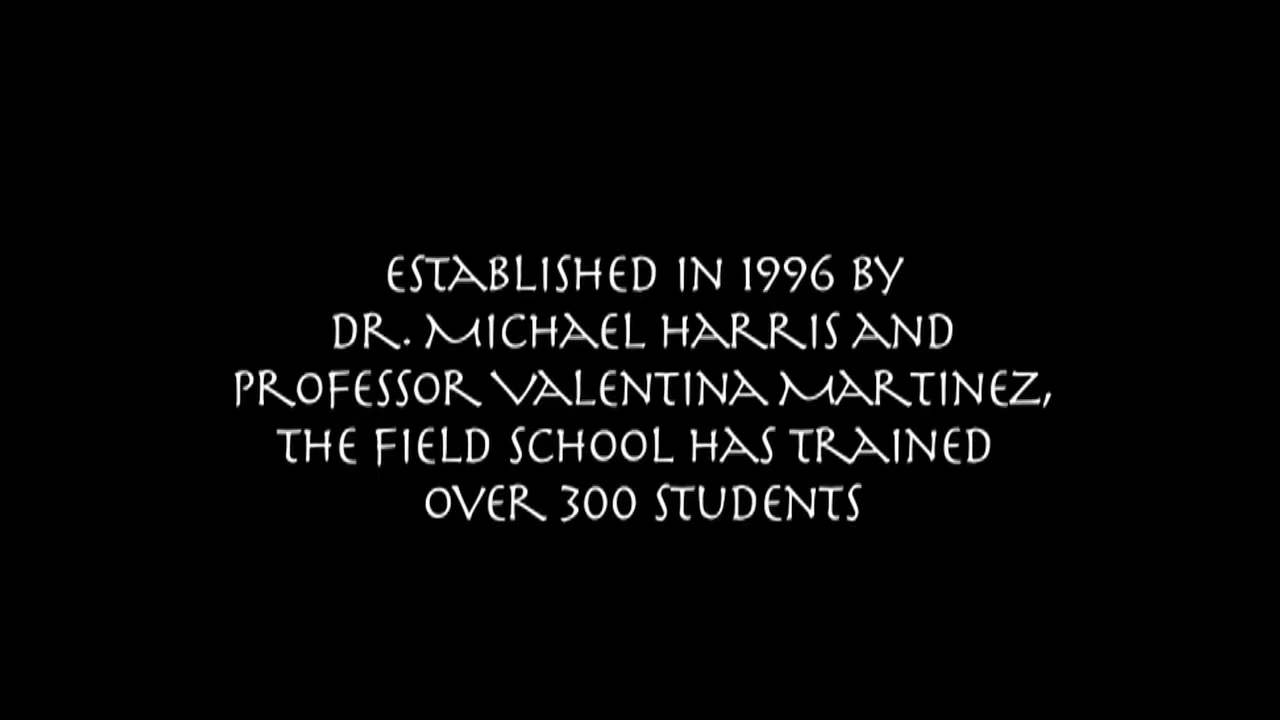 ESTABLISHED IN 1996 BY
DR. MICHAEL HARRIS AND
PROFESSOR VALENTINA MARTINEZ,
THE FIELD SCHOOL HAS TRAINED
OVER 300 STUDENTS